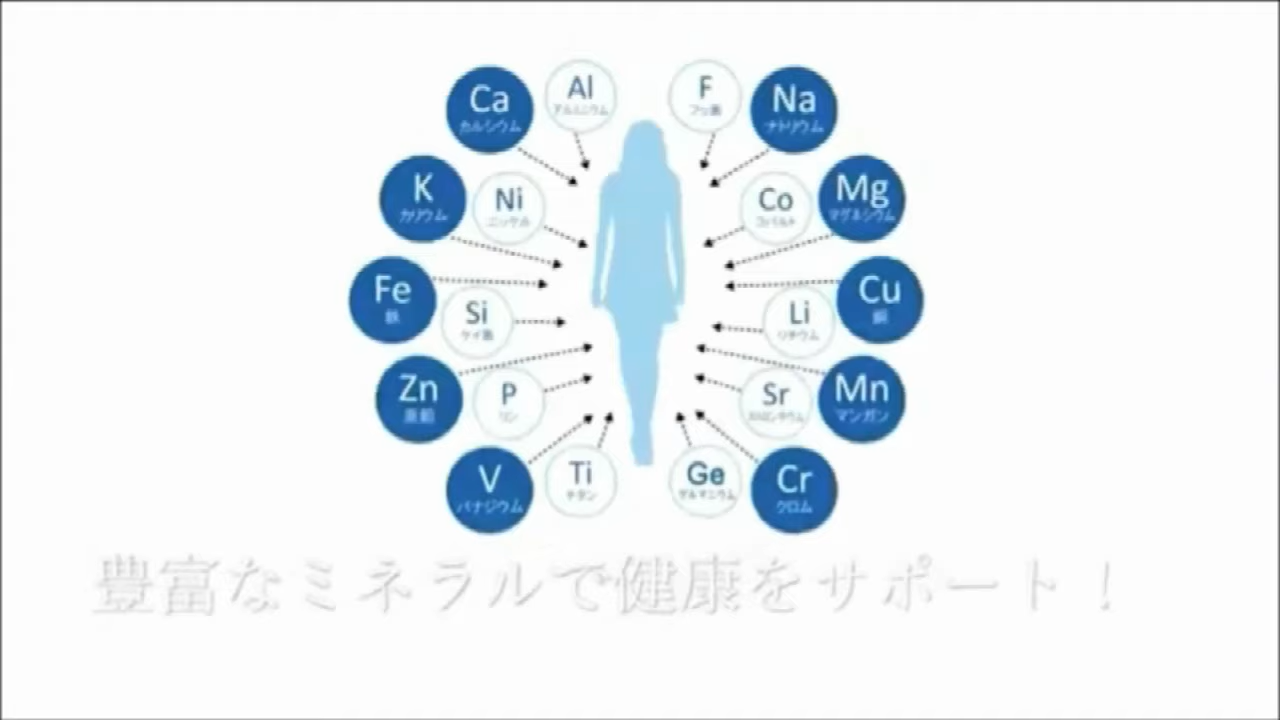 Ca
カルシウム
Al
アルミニウム
F
フッ素
Na
ナトリウム
K
カリウム
Ni
ニッケル
Co
コバルト
Mg
マグネシウム
Fe
鉄
Si
ケイ素
Li
リチウム
Cu
銅
Zn
亜鉛
P
リン
Sr
ストロンチウム
Mn
マンガン
V
バナジウム
Ti
チタン
Ge
ゲルマニウム
Cr
クロム
豊富なミネラルで健康をサポート!